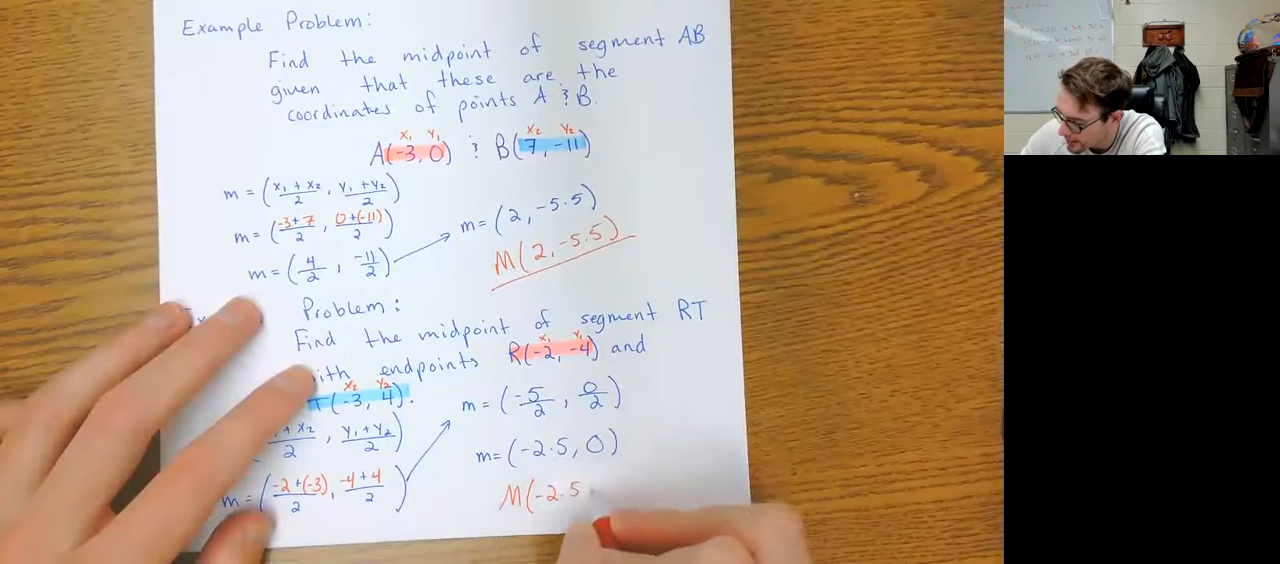 Example Problem:
Find the midpoint of segment AB
given that these are the
coordinates of points A & B.
x₁ y₁ x₂ y₂
A(-3, 0) & B(7, -11)
m = (x₁ + x₂/2, y₁ + y₂/2)
m = (-3+7/2, 0+(-11)/2)
m = (4/2, -11/2)
m = (2, -5.5)
M(2, -5.5)
Problem:
Find the midpoint of segment RT
with endpoints R(-2, -4) and
x₁ y₁
x₂ y₂
T(-3, 4).
x₂/2, y₁ + y₂/2)
m = (-2+(-3)/2, -4+4/2)
m = (-5/2, 0/2)
m = (-2.5, 0)
M(-2.5